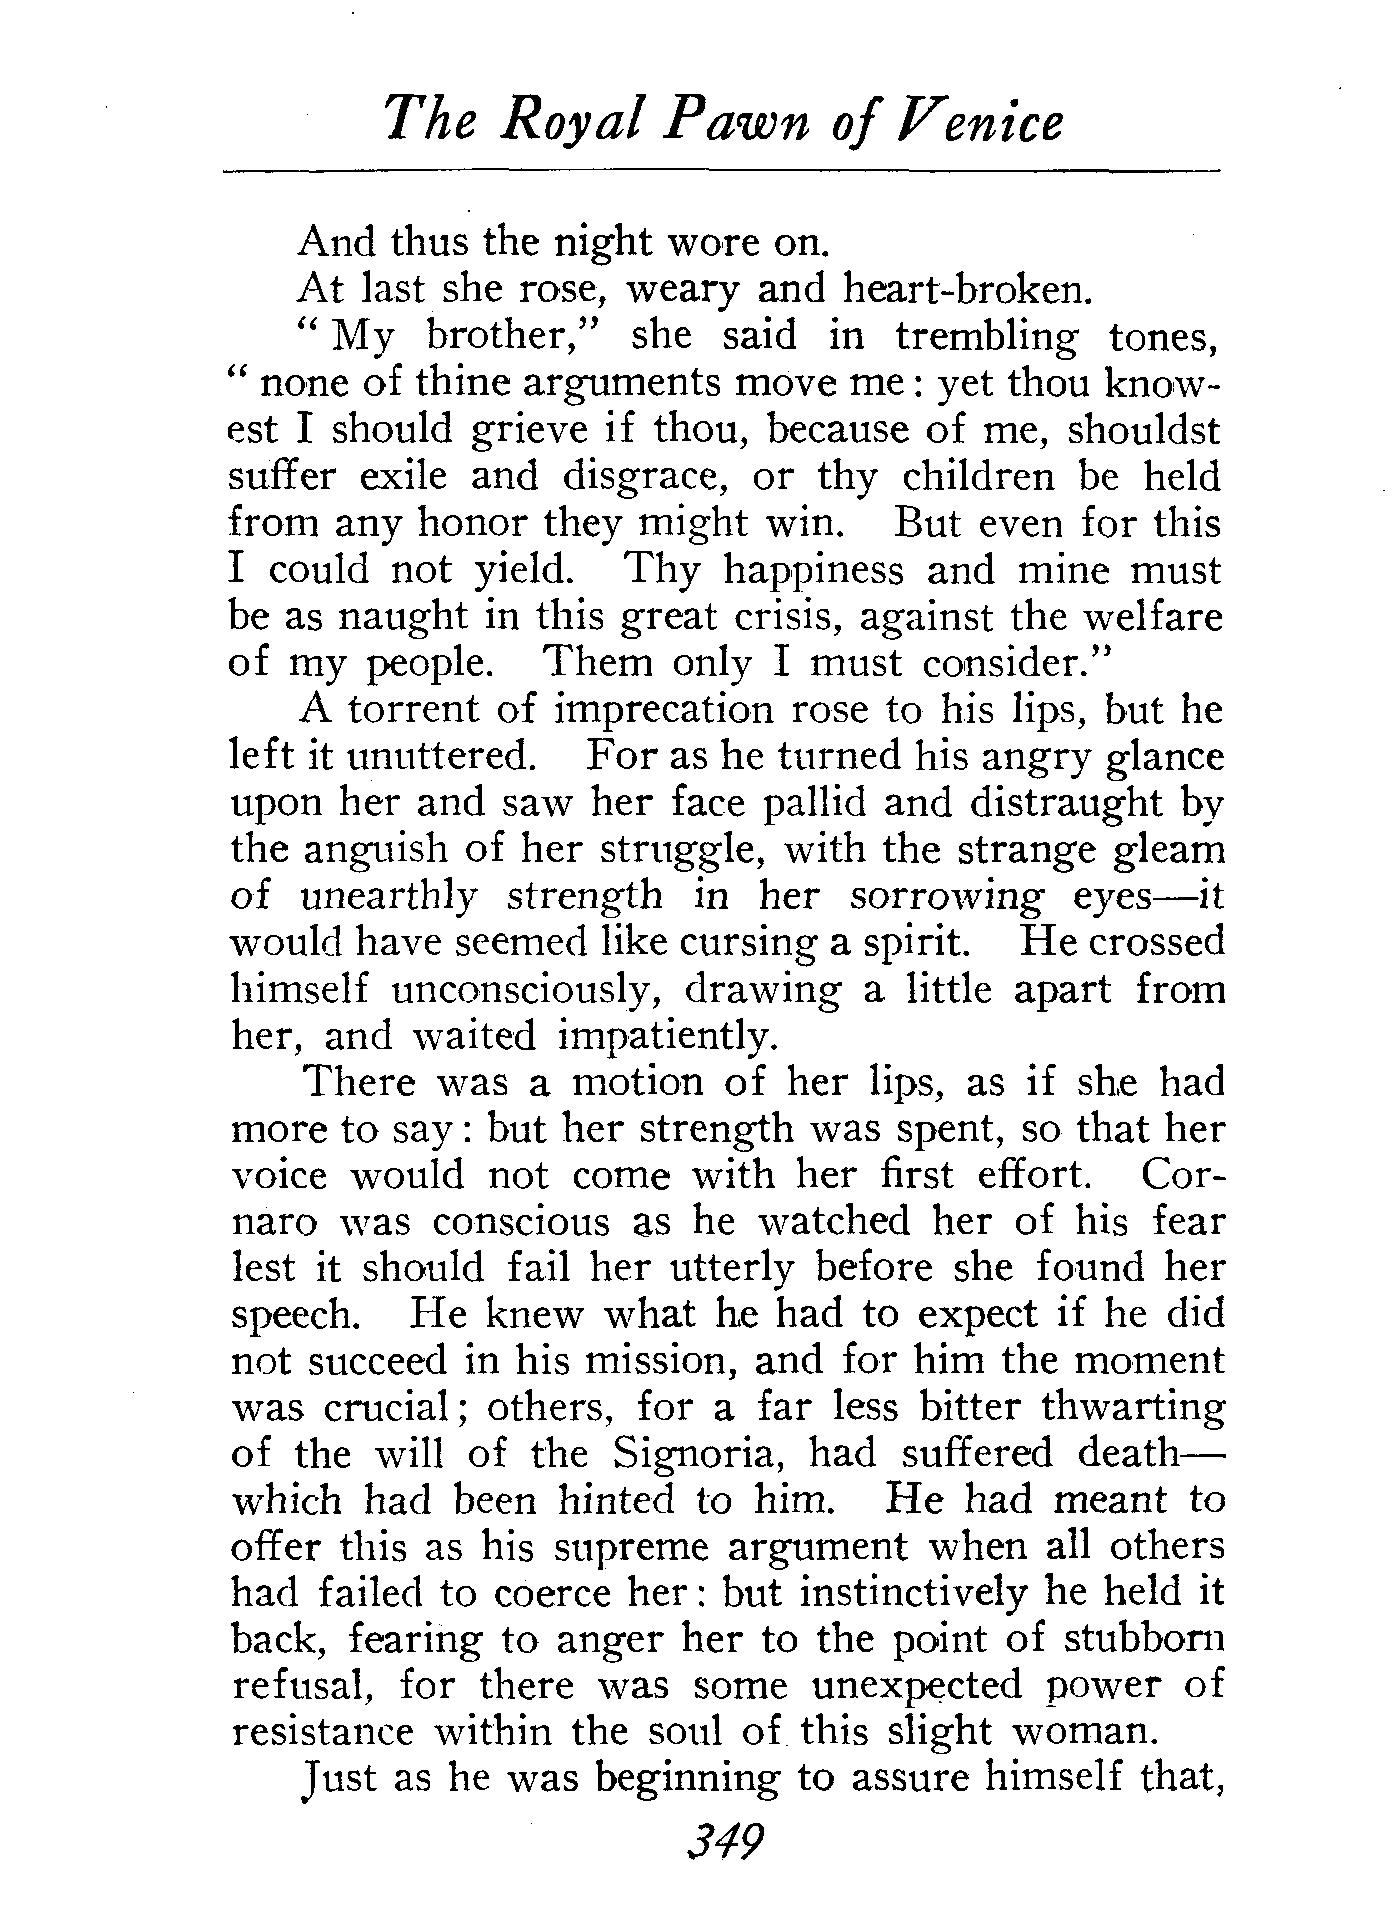 The Royal Pawn of Venice
And thus the night wore on.
At last she rose, weary and heart-broken.
" My brother," she said in trembling tones,
" none of thine arguments move me : yet thou know-
est I should grieve if thou, because of me, shouldst
suffer exile and disgrace, or thy children be held
from any honor they might win. But even for this
I could not yield. Thy happiness and mine must
be as naught in this great crisis, against the welfare
of my people. Them only I must consider."
A torrent of imprecation rose to his lips, but he
left it unuttered. For as he turned his angry glance
upon her and saw her face pallid and distraught by
the anguish of her struggle, with the strange gleam
of unearthly strength in her sorrowing eyes—it
would have seemed like cursing a spirit. He crossed
himself unconsciously, drawing a little apart from
her, and waited impatiently.
There was a motion of her lips, as if she had
more to say : but her strength was spent, so that her
voice would not come with her first effort. Cor-
naro was conscious as he watched her of his fear
lest it should fail her utterly before she found her
speech. He knew what he had to expect if he did
not succeed in his mission, and for him the moment
was crucial ; others, for a far less bitter thwarting
of the will of the Signoria, had suffered death—
which had been hinted to him. He had meant to
offer this as his supreme argument when all others
had failed to coerce her : but instinctively he held it
back, fearing to anger her to the point of stubborn
refusal, for there was some unexpected power of
resistance within the soul of this slight woman.
Just as he was beginning to assure himself that,
349